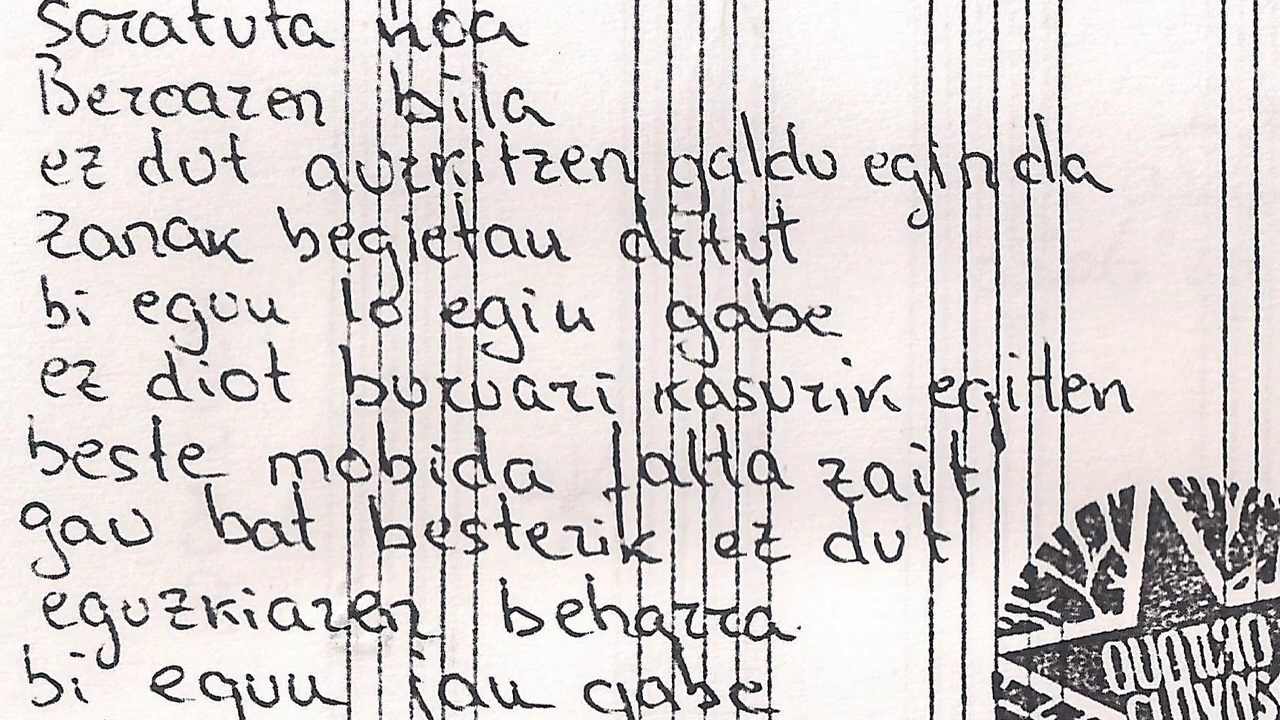 Soratuta noa
Beroaren bila
ez dut aurkitzen galdu egin da
Zanak begietan ditut
bi egun lo egin gabe
ez diot buruari kasurik egiten
beste mobida falta zait
gau bat besterik ez dut
eguzkiaren beharra
bi egun jan gabe
QUATRO
CLAVOS